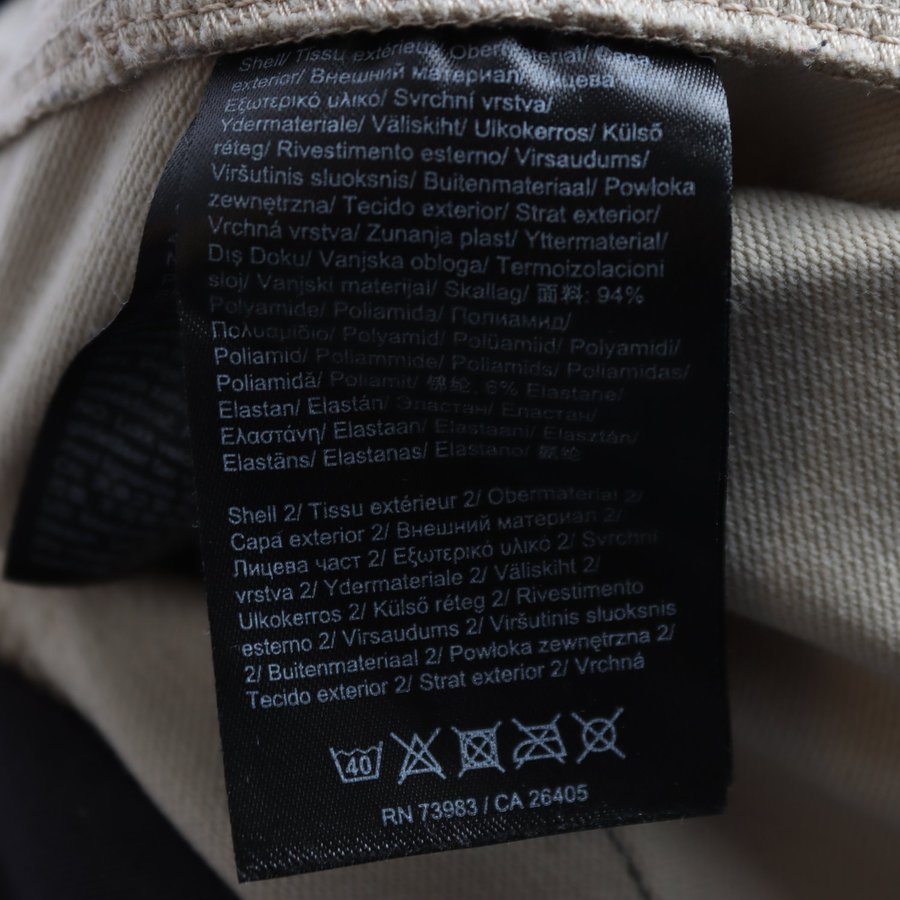 Shell/ Tissu extérieur/ Obermaterial/ Capa
exterior/ Внешний материал/ Лицева
Εξωτερικό υλικό/ Svrchní vrstva/
Ydermateriale/ Väliskiht/ Ulkokerros/ Külső
réteg/ Rivestimento esterno/ Virsaudums/
Viršutinis sluoksnis/ Buitenmateriaal/ Powłoka
zewnętrzna/ Tecido exterior/ Strat exterior/
Vrchná vrstva/ Zunanja plast/ Yttermaterial/
Dış Doku/ Vanjska obloga/ Termoizolacioni
sloj/ Vanjski materijal/ Skallag/ 面料: 94%
Polyamide/ Poliamida/ Полиамид/
Πολυαμίδιο/ Polyamid/ Polüamiid/ Polyamidi/
Poliamid/ Poliammide/ Poliamīds/ Poliamidas/
Poliamidă/ Poliamit/ 锦纶, 6% Elastane/
Elastan/ Elastán/ Эластан/ Еластан/
Ελαστάνη/ Elastaan/ Elastaani/ Elasztán/
Elastāns/ Elastanas/ Elastano/ 氨纶
Shell 2/ Tissu extérieur 2/ Obermaterial 2/
Capa exterior 2/ Внешний материал 2/
Лицева част 2/ Εξωτερικό υλικό 2/ Svrchní
vrstva 2/ Ydermateriale 2/ Väliskiht 2/
Ulkokerros 2/ Külső réteg 2/ Rivestimento
esterno 2/ Virsaudums 2/ Viršutinis sluoksnis
2/ Buitenmateriaal 2/ Powłoka zewnętrzna 2/
Tecido exterior 2/ Strat exterior 2/ Vrchná
40
RN 73983 / CA 26405